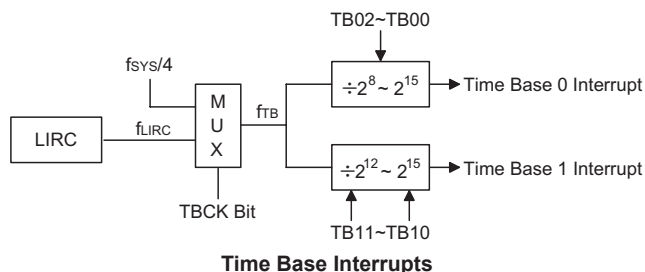 TB02~TB00
fSYS/4
M
U
X
÷2^8 ~ 2^15
Time Base 0 Interrupt
fTB
LIRC
fLIRC
÷2^12 ~ 2^15
Time Base 1 Interrupt
TBCK Bit
TB11~TB10
Time Base Interrupts